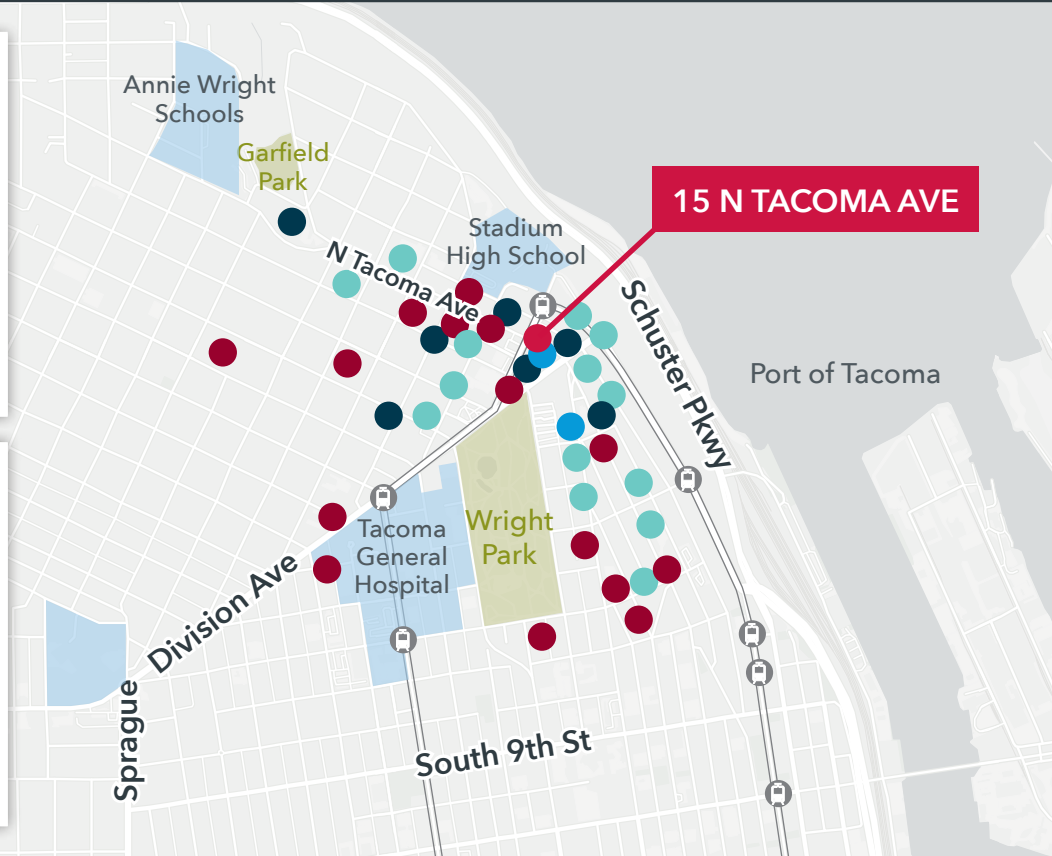 Annie Wright
Schools
Garfield
Park
15 N TACOMA AVE
Stadium
High School
N Tacoma Ave
Schuster Pkwy
Port of Tacoma
Wright
Park
Tacoma
General
Hospital
Division Ave
Sprague
South 9th St